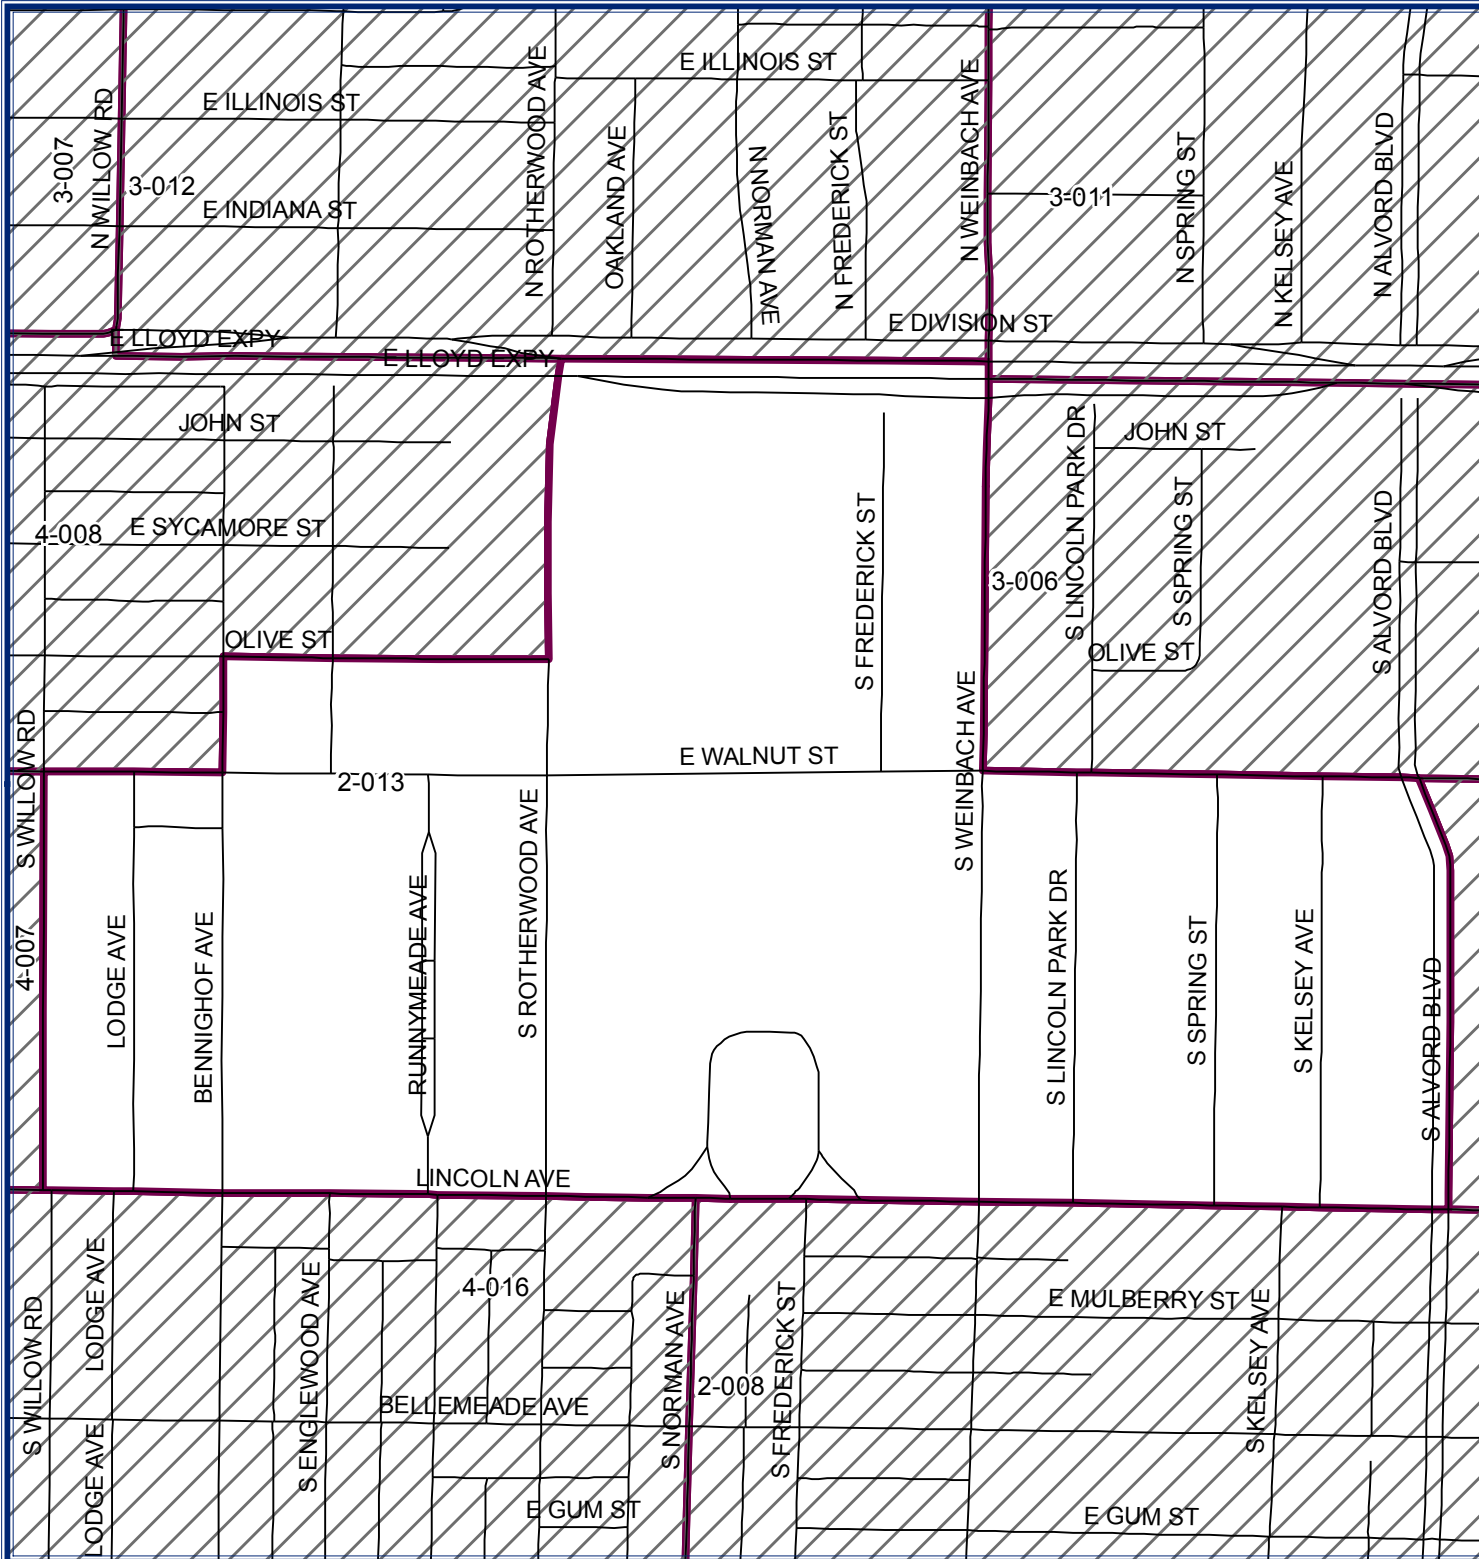 E ILLINOIS ST
E ILLINOIS ST
3-007
N WILLOW RD
3-012
E INDIANA ST
N ROTHERWOOD AVE
OAKLAND AVE
N NORMAN AVE
N FREDERICK ST
N WEINBACH AVE
3-011
N SPRING ST
N KELSEY AVE
N ALVORD BLVD
E DIVISION ST
E LLOYD EXPY
E LLOYD EXPY
JOHN ST
JOHN ST
4-008
E SYCAMORE ST
S FREDERICK ST
3-006
S LINCOLN PARK DR
S SPRING ST
S ALVORD BLVD
OLIVE ST
OLIVE ST
S WILLOW RD
S WEINBACH AVE
E WALNUT ST
2-013
4-007
LODGE AVE
BENNIGHOF AVE
RUNNYMEADE AVE
S ROTHERWOOD AVE
S LINCOLN PARK DR
S SPRING ST
S KELSEY AVE
S ALVORD BLVD
LINCOLN AVE
S WILLOW RD
LODGE AVE
S ENGLEWOOD AVE
4-016
S NORMAN AVE
2-008
S FREDERICK ST
E MULBERRY ST
S KELSEY AVE
BELLEMEADE AVE
LODGE AVE
E GUM ST
E GUM ST